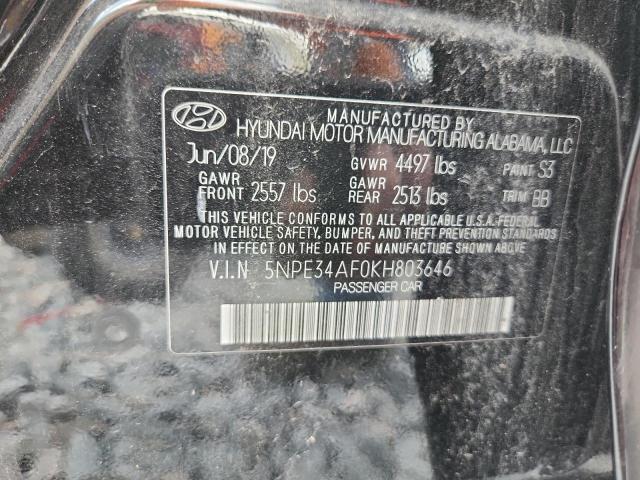 MANUFACTURED BY
HYUNDAI MOTOR MANUFACTURING ALABAMA, LLC
Jun/08/19 GVWR 4497 lbs PAINT S3
GAWR FRONT 2557 lbs GAWR REAR 2513 lbs TRIM BB
THIS VEHICLE CONFORMS TO ALL APPLICABLE U.S.A. FEDERAL
MOTOR VEHICLE SAFETY, BUMPER, AND THEFT PREVENTION STANDARDS
IN EFFECT ON THE DATE OF MANUFACTURE SHOWN ABOVE
V.I.N 5NPE34AF0KH803646
PASSENGER CAR